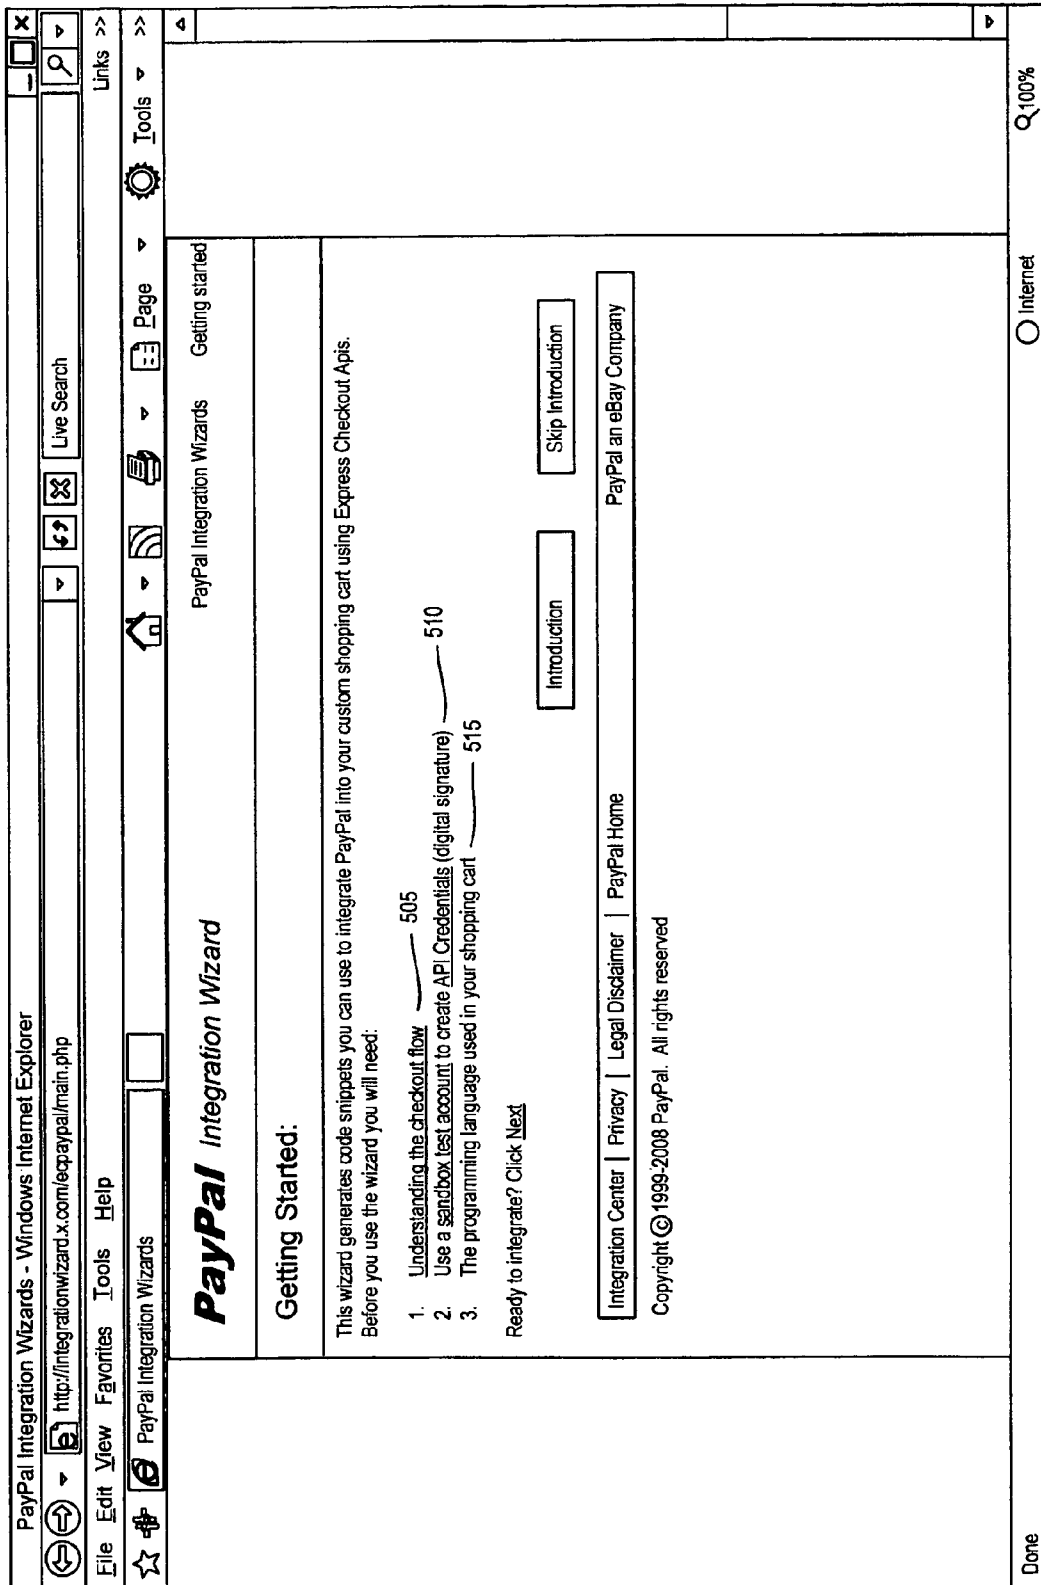 PayPal Integration Wizards - Windows Internet Explorer
http://integrationwizard.x.com/ecpaypal/main.php
Live Search
File Edit View Favorites Tools Help
Links >>
PayPal Integration Wizards
Page Tools >>
PayPal Integration Wizard
PayPal Integration Wizards Getting started
Getting Started:
This wizard generates code snippets you can use to integrate PayPal into your custom shopping cart using Express Checkout Apis.
Before you use the wizard you will need:
1. Understanding the checkout flow 505
2. Use a sandbox test account to create API Credentials (digital signature) 510
3. The programming language used in your shopping cart 515
Ready to integrate? Click Next
Introduction Skip Introduction
Integration Center | Privacy | Legal Disclaimer | PayPal Home PayPal an eBay Company
Copyright © 1999-2008 PayPal. All rights reserved
Done Internet 100%